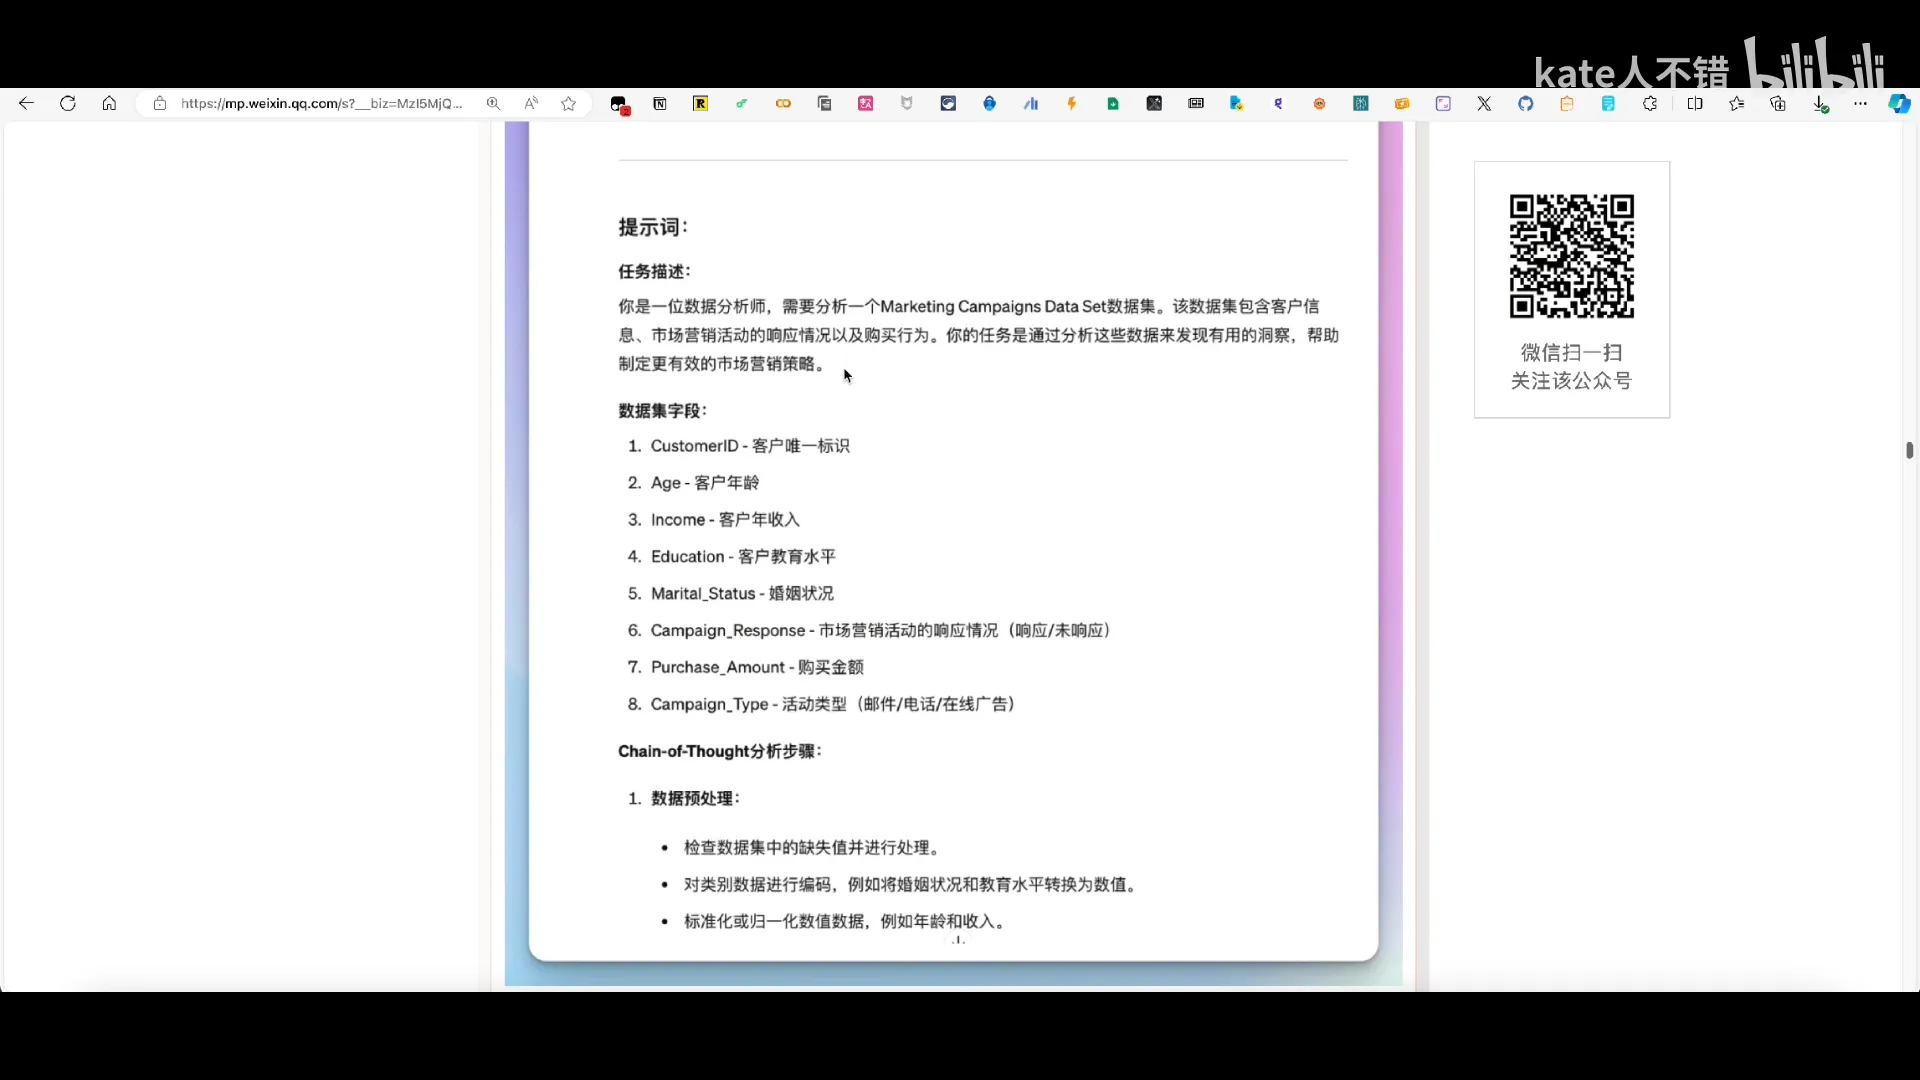 kate人不错 bilibili
https://mp.weixin.qq.com/s?__biz=MzI5MjQ...
提示词：
任务描述：
你是一位数据分析师，需要分析一个Marketing Campaigns Data Set数据集。该数据集包含客户信
息、市场营销活动的响应情况以及购买行为。你的任务是通过分析这些数据来发现有用的洞察，帮助
制定更有效的市场营销策略。
数据集字段：
1. CustomerID - 客户唯一标识
2. Age - 客户年龄
3. Income - 客户年收入
4. Education - 客户教育水平
5. Marital_Status - 婚姻状况
6. Campaign_Response - 市场营销活动的响应情况（响应/未响应）
7. Purchase_Amount - 购买金额
8. Campaign_Type - 活动类型（邮件/电话/在线广告）
Chain-of-Thought分析步骤：
1. 数据预处理：
• 检查数据集中的缺失值并进行处理。
• 对类别数据进行编码，例如将婚姻状况和教育水平转换为数值。
• 标准化或归一化数值数据，例如年龄和收入。
微信扫一扫
关注该公众号